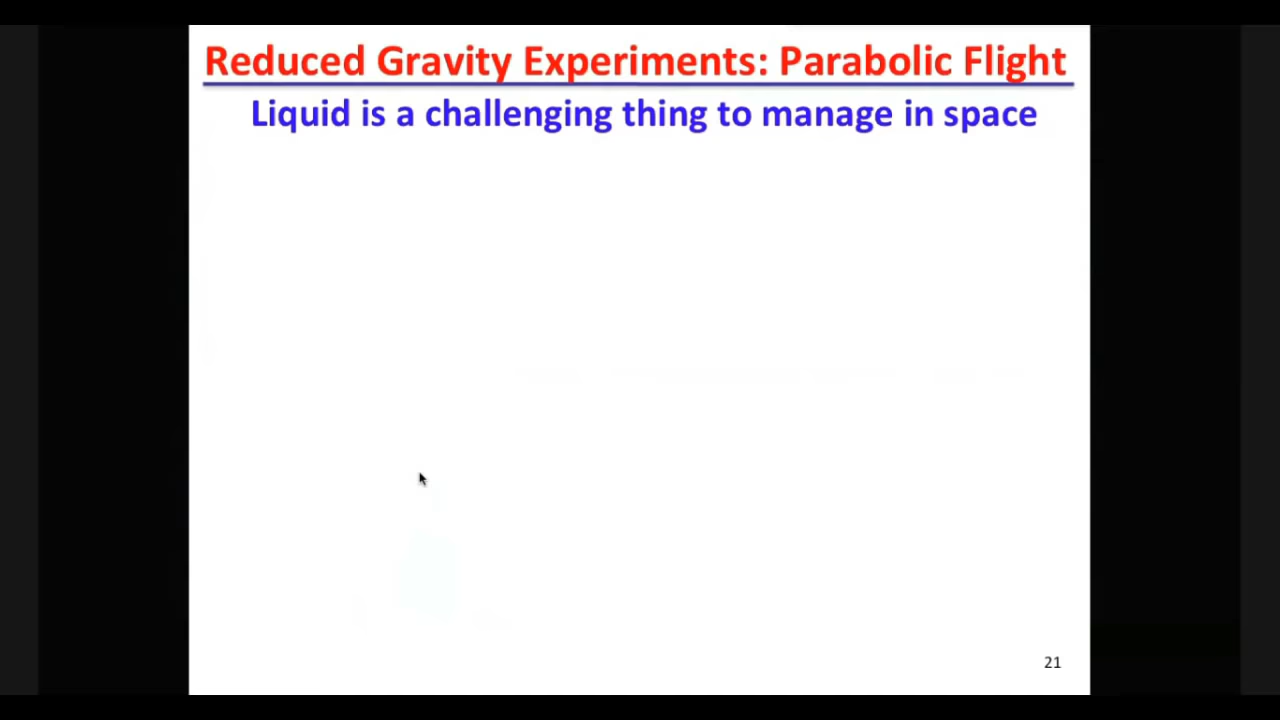 Reduced Gravity Experiments: Parabolic Flight
Liquid is a challenging thing to manage in space
21